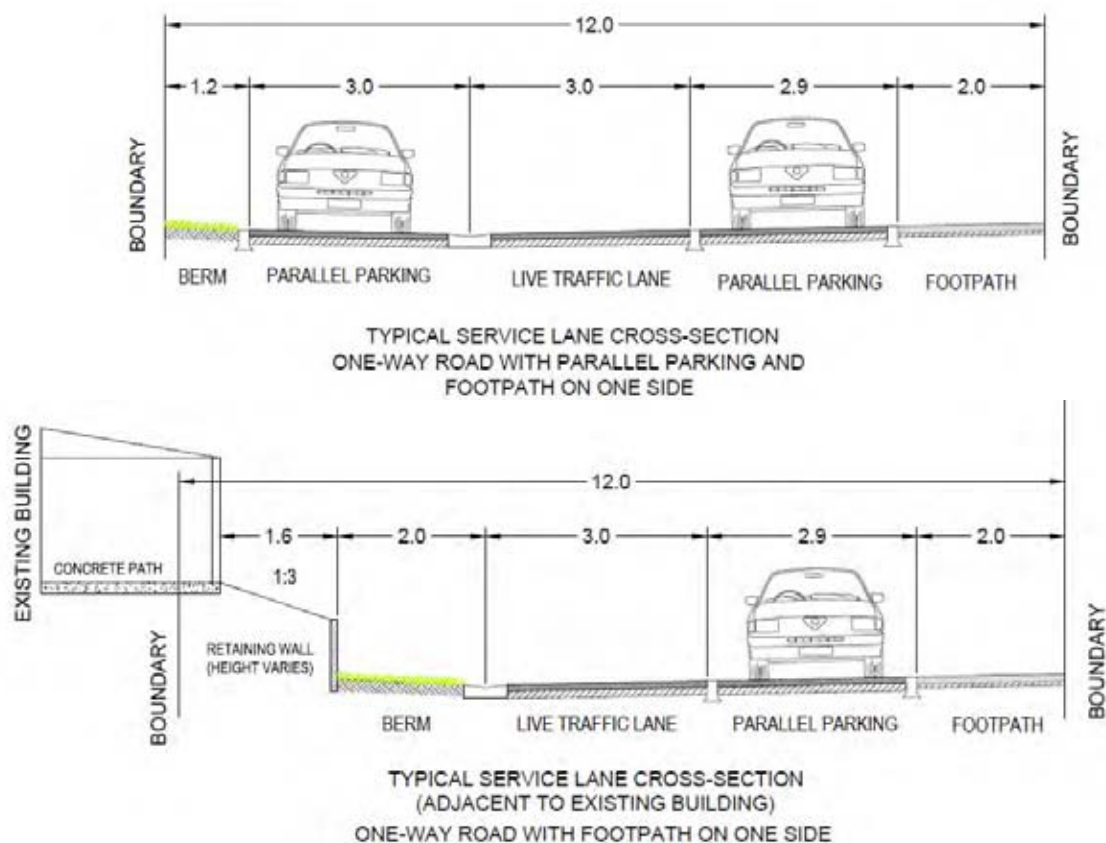 12.0
1.2 3.0 3.0 2.9 2.0
BOUNDARY
BOUNDARY
BERM PARALLEL PARKING LIVE TRAFFIC LANE PARALLEL PARKING FOOTPATH
TYPICAL SERVICE LANE CROSS-SECTION
ONE-WAY ROAD WITH PARALLEL PARKING AND
FOOTPATH ON ONE SIDE
EXISTING BUILDING
12.0
1.6 2.0 3.0 2.9 2.0
CONCRETE PATH
1:3
RETAINING WALL
(HEIGHT VARIES)
BOUNDARY
BOUNDARY
BERM LIVE TRAFFIC LANE PARALLEL PARKING FOOTPATH
TYPICAL SERVICE LANE CROSS-SECTION
(ADJACENT TO EXISTING BUILDING)
ONE-WAY ROAD WITH FOOTPATH ON ONE SIDE